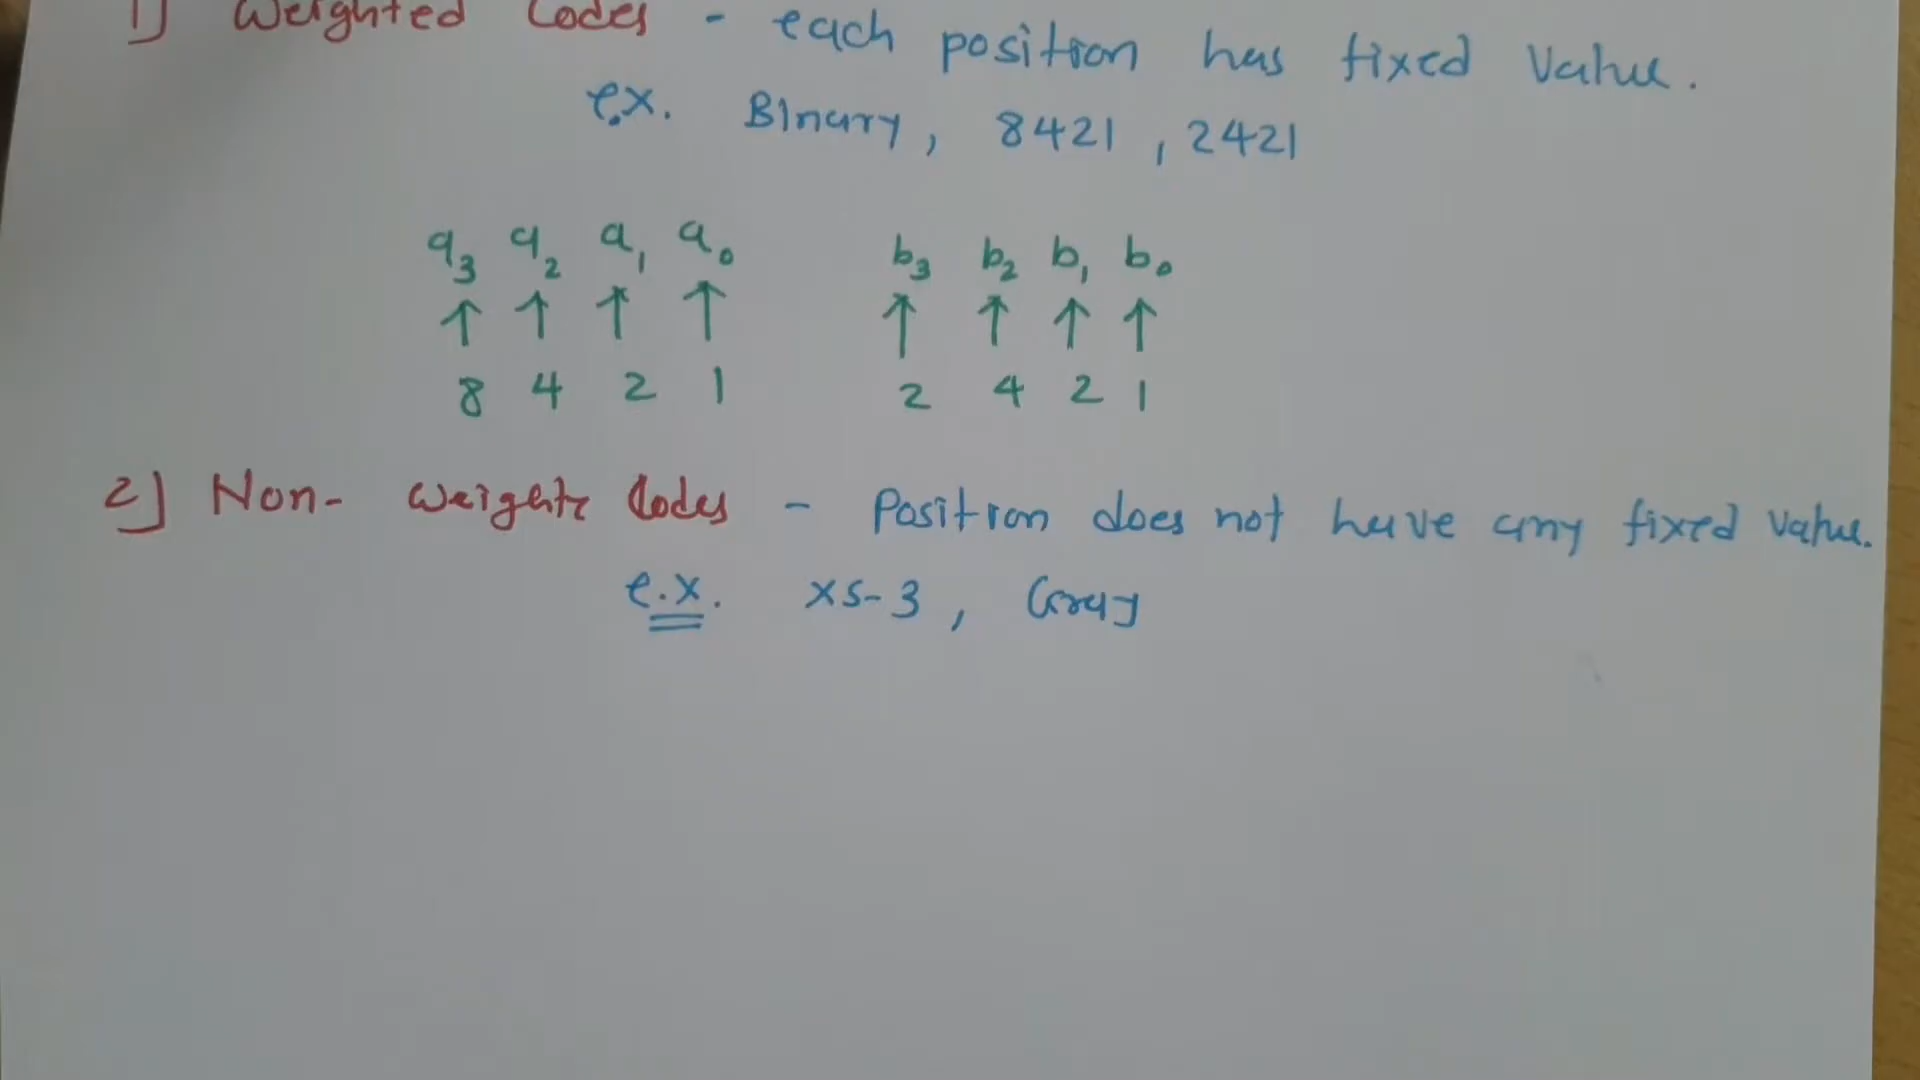 1] Weighted Codes - each position has fixed Value.
e.x. Binary, 8421, 2421
a3 a2 a1 a0 b3 b2 b1 b0
↑ ↑ ↑ ↑ ↑ ↑ ↑ ↑
8 4 2 1 2 4 2 1
2] Non- Weighte Codes - Position does not have any fixed value.
e.x. XS-3, Gray